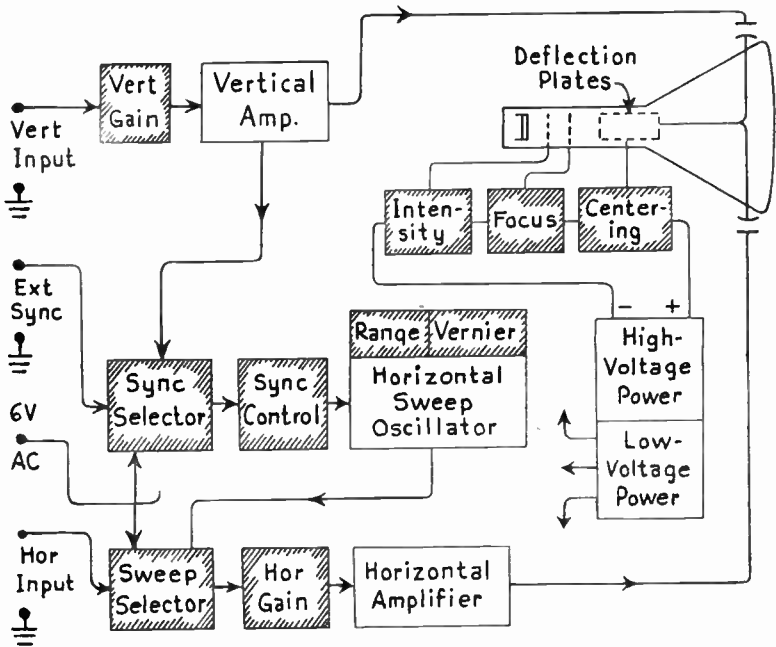 Vert
Gain
Vertical
Amp.
Vert
Input
Deflection
Plates
Inten-
sity
Focus
Center-
ing
Ext
Sync
- +
High-
Voltage
Power
Low-
Voltage
Power
Range Vernier
Horizontal
Sweep
Oscillator
Sync
Selector
Sync
Control
6V
AC
Hor
Input
Sweep
Selector
Hor
Gain
Horizontal
Amplifier